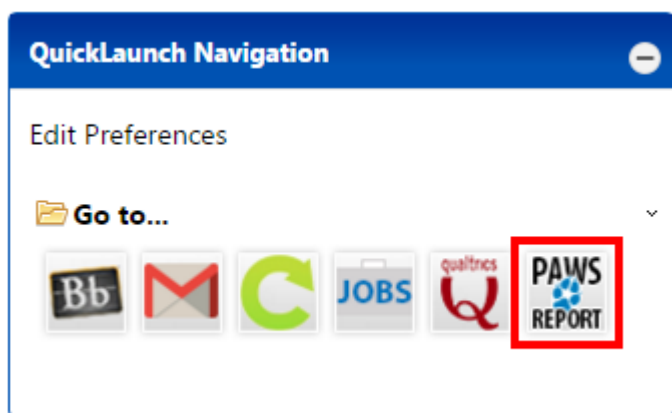 QuickLaunch Navigation
Edit Preferences
Go to...
Bb
JOBS
qualtrics
Q
PAWS
REPORT